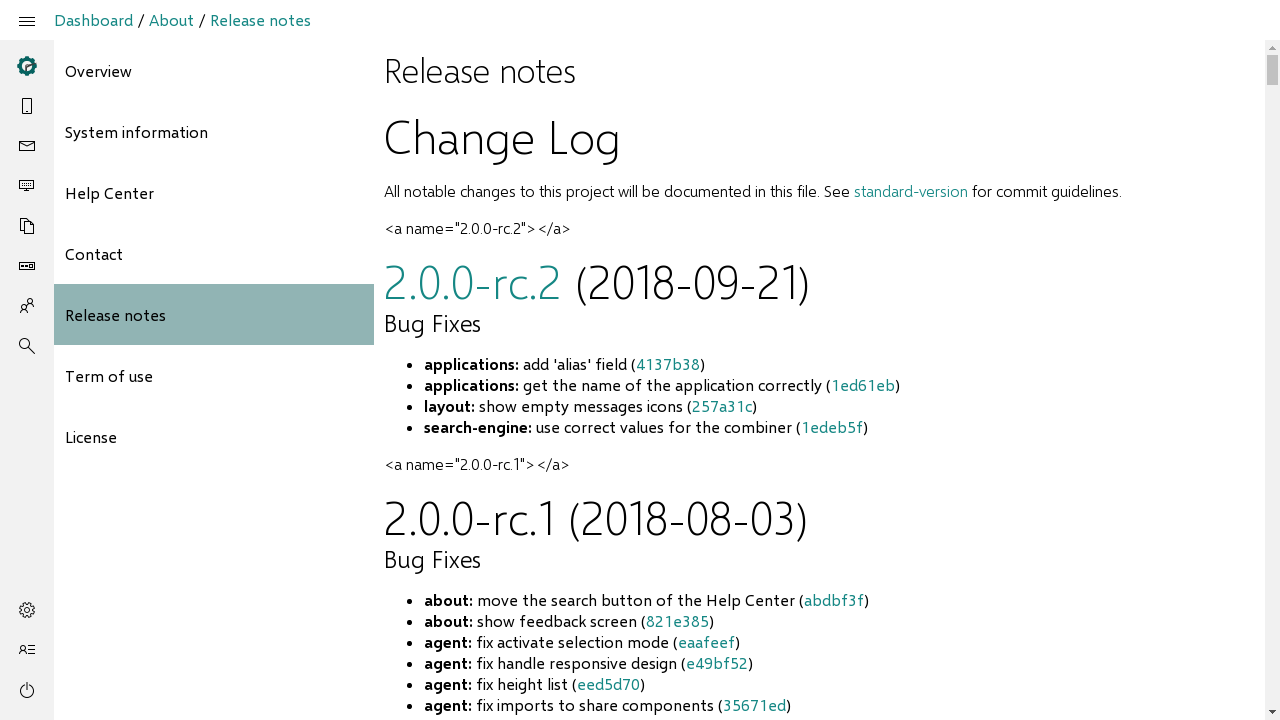 Dashboard / About / Release notes
Overview
System information
Help Center
Contact
Release notes
Term of use
License
Release notes
Change Log
All notable changes to this project will be documented in this file. See standard-version for commit guidelines.
<a name="2.0.0-rc.2"></a>
2.0.0-rc.2 (2018-09-21)
Bug Fixes
applications: add 'alias' field (4137b38)
applications: get the name of the application correctly (1ed61eb)
layout: show empty messages icons (257a31c)
search-engine: use correct values for the combiner (1edeb5f)
<a name="2.0.0-rc.1"></a>
2.0.0-rc.1 (2018-08-03)
Bug Fixes
about: move the search button of the Help Center (abdbf3f)
about: show feedback screen (821e385)
agent: fix activate selection mode (eaafeef)
agent: fix handle responsive design (e49bf52)
agent: fix height list (eed5d70)
agent: fix imports to share components (35671ed)